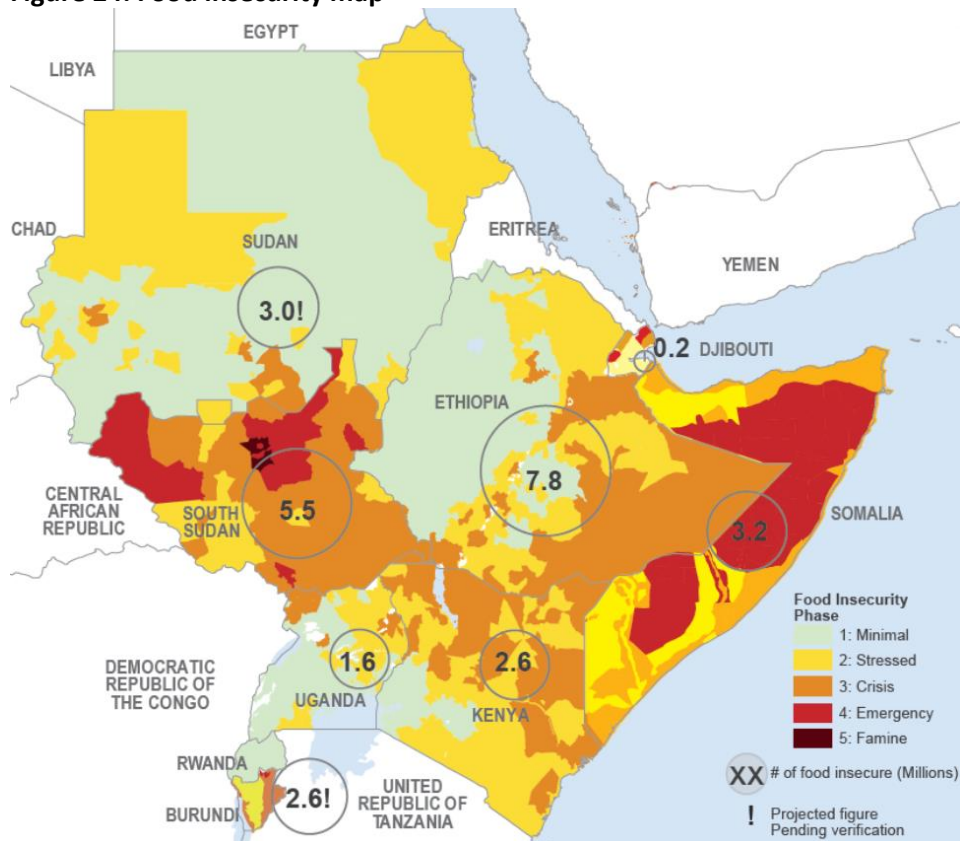 EGYPT
LIBYA
CHAD
SUDAN
ERITREA
YEMEN
3.0!
0.2 DJIBOUTI
ETHIOPIA
7.8
CENTRAL
AFRICAN
REPUBLIC
SOUTH
SUDAN
5.5
3.2
SOMALIA
DEMOCRATIC
REPUBLIC OF
THE CONGO
1.6
UGANDA
2.6
KENYA
RWANDA
BURUNDI
2.6!
UNITED
REPUBLIC OF
TANZANIA
Food Insecurity
Phase
1: Minimal
2: Stressed
3: Crisis
4: Emergency
5: Famine
XX # of food insecure (Millions)
! Projected figure
Pending verification